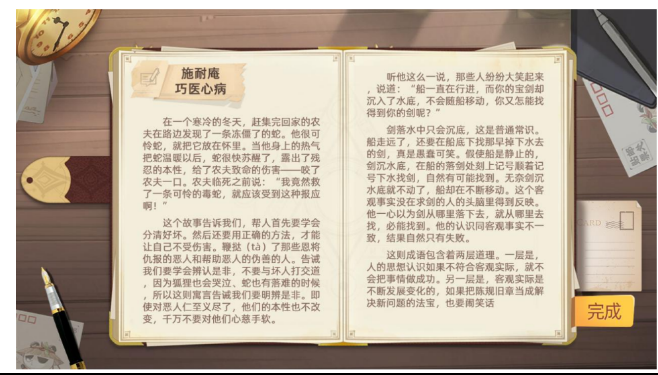 施耐庵
巧医心病
在一个寒冷的冬天，赶集完回家的农
夫在路边发现了一条冻僵了的蛇。他很可
怜蛇，就把它放在怀里。当他身上的热气
把蛇温暖以后，蛇很快苏醒了，露出了残
忍的本性，给了农夫致命的伤害——咬了
农夫一口。农夫临死之前说：“我竟然救
了一条可怜的毒蛇，就应该受到这种报应
啊！”
这个故事告诉我们，帮人首先要学会
分清好坏。然后还要用正确的方法，才能
让自己不受伤害。鞭挞（tà）了那些恩将
仇报的恶人和帮助恶人的伪善的人。告诫
我们要学会辨认是非，不要与坏人打交道
，因为狐狸也会哭泣、蛇也有落难的时候
，所以这则寓言告诫我们要明辨是非。即
使对恶人仁至义尽了，他们的本性也不改
变，千万不要对他们心慈手软。
听他这么一说，那些人纷纷大笑起来
，说道：“船一直在行进，而你的宝剑却
沉入了水底，不会随船移动，你又怎能找
得到你的剑呢？”
剑落水中只会沉底，这是普通常识。
船走远了，还要在船底下找那早掉下水去
的剑，真是愚蠢可笑。假使船是静止的，
剑沉水底，在船的落剑处刻上记号顺着记
号下水找剑，自然有可能找到。无奈剑沉
水底就不动了，船却在不断移动。这个客
观事实没在求剑的人的头脑里得到反映。
他一心以为剑从哪里落下去，就从哪里去
找，必能找到。他的认识同客观事实不一
致，结果自然只有失败。
这则成语包含着两层道理。一层是，
人的思想认识如果不符合客观实际，就不
会把事情做成功。另一层是，客观实际是
不断发展变化的，如果把陈规旧章当成解
决新问题的法宝，也要闹笑话
完成